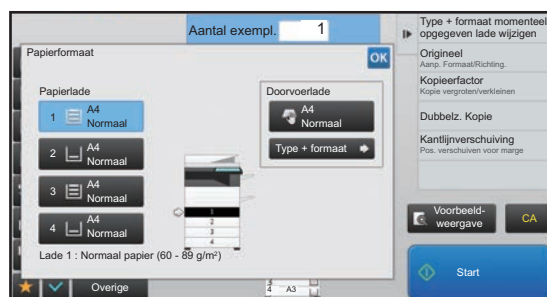 Aantal exempl. 1
Papierformaat
OK
Papierlade
1 A4
Normaal
2 A4
Normaal
3 A4
Normaal
4 A4
Normaal
Doorvoerlade
A4
Normaal
Type + formaat
1
2
3
4
Lade 1 : Normaal papier (60 - 89 g/m²)
Overige
4 A3
Type + formaat momenteel
opgegeven lade wijzigen
Origineel
Aanp. Formaat/Richting.
Kopieerfactor
Kopie vergroten/verkleinen
Dubbelz. Kopie
Kantlijnverschuiving
Pos. verschuiven voor marge
Voorbeeld-
weergave
CA
Start